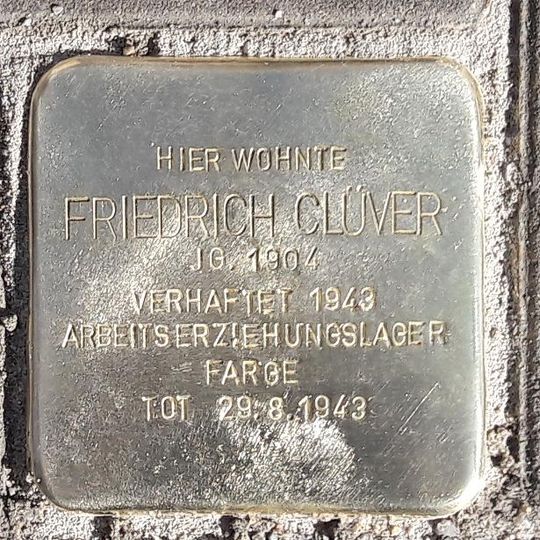 HIER WOHNTE
FRIEDRICH CLÜVER
JG. 1904
VERHAFTET 1943
ARBEITSERZIEHUNGSLAGER
FARGE
TOT 29.8.1943